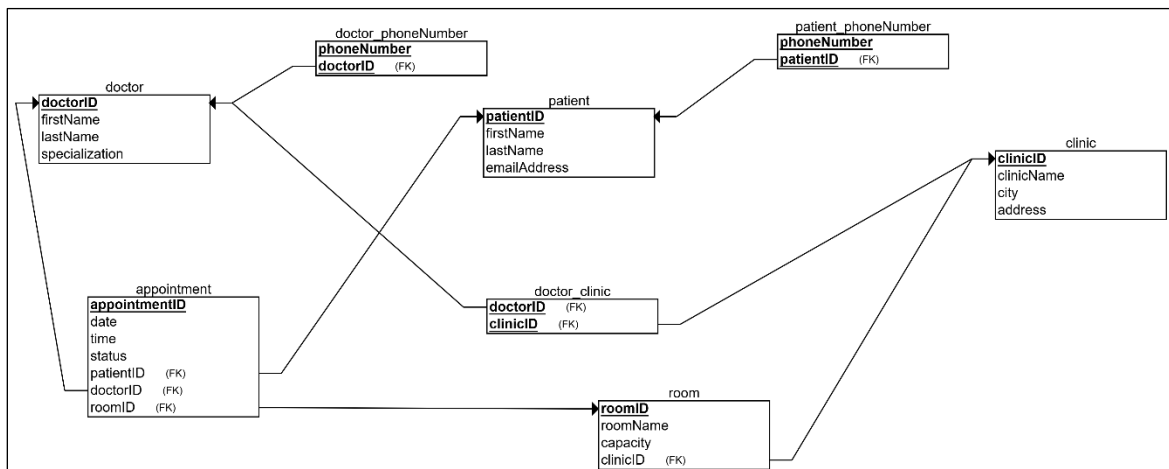 doctor_phoneNumber
phoneNumber
doctorID (FK)
patient_phoneNumber
phoneNumber
patientID (FK)
doctor
doctorID
firstName
lastName
specialization
patient
patientID
firstName
lastName
emailAddress
clinic
clinicID
clinicName
city
address
appointment
appointmentID
date
time
status
patientID (FK)
doctorID (FK)
roomID (FK)
doctor_clinic
doctorID (FK)
clinicID (FK)
room
roomID
roomName
capacity
clinicID (FK)